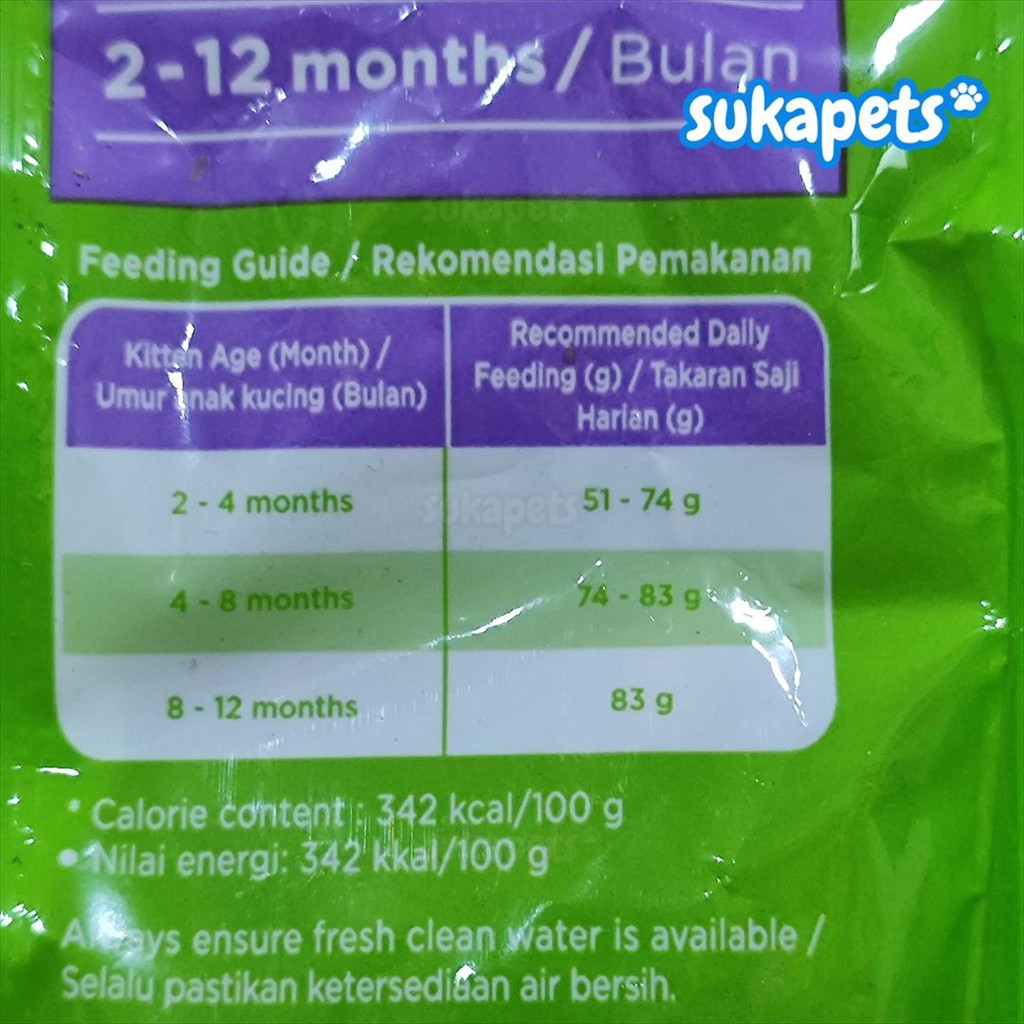 2 - 12 months / Bulan
sukapets
Feeding Guide / Rekomendasi Pemakanan
Kitten Age (Month) /
Umur anak kucing (Bulan)
Recommended Daily
Feeding (g) / Takaran Saji
Harian (g)
2 - 4 months
51 - 74 g
sukapets
4 - 8 months
74 - 83 g
8 - 12 months
83 g
* Calorie content : 342 kcal/100 g
• Nilai energi: 342 kkal/100 g
Always ensure fresh clean water is available /
Selalu pastikan ketersediaan air bersih.